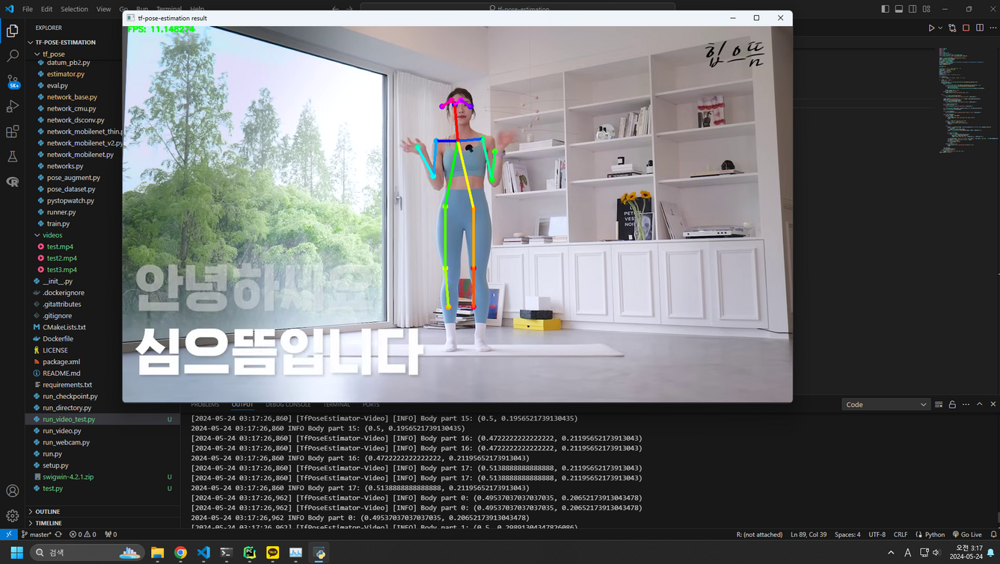 File Edit Selection View Go Run Terminal Help
tf-pose-estimation
tf-pose-estimation result
FPS: 11.148274
힙으뜸
안녕하세요
심으뜸입니다
EXPLORER
TF-POSE-ESTIMATION
tf_pose
datum_pb2.py
estimator.py
eval.py
network_base.py
network_cmu.py
network_dsconv.py
network_mobilenet_thin.p
network_mobilenet_v2.py
network_mobilenet.py
networks.py
pose_augment.py
pose_dataset.py
pystopwatch.py
runner.py
train.py
videos
test.mp4
test2.mp4
test3.mp4
__init__.py
.dockerignore
.gitattributes
.gitignore
CMakeLists.txt
Dockerfile
LICENSE
package.xml
README.md
requirements.txt
run_checkpoint.py
run_directory.py
run_video_test.py U
run_video.py
run_webcam.py
run.py
setup.py
swigwin-4.2.1.zip U
test.py U
OUTLINE
TIMELINE
5K+
PROBLEMS OUTPUT DEBUG CONSOLE TERMINAL PORTS
Code
[2024-05-24 03:17:26,860] [TfPoseEstimator-Video] [INFO] Body part 15: (0.5, 0.1956521739130435)
2024-05-24 03:17:26,860 INFO Body part 15: (0.5, 0.1956521739130435)
[2024-05-24 03:17:26,860] [TfPoseEstimator-Video] [INFO] Body part 16: (0.4722222222222222, 0.21195652173913043)
[2024-05-24 03:17:26,860] [TfPoseEstimator-Video] [INFO] Body part 16: (0.4722222222222222, 0.21195652173913043)
2024-05-24 03:17:26,860 INFO Body part 16: (0.4722222222222222, 0.21195652173913043)
[2024-05-24 03:17:26,860] [TfPoseEstimator-Video] [INFO] Body part 17: (0.5138888888888888, 0.21195652173913043)
[2024-05-24 03:17:26,860] [TfPoseEstimator-Video] [INFO] Body part 17: (0.5138888888888888, 0.21195652173913043)
2024-05-24 03:17:26,860 INFO Body part 17: (0.5138888888888888, 0.21195652173913043)
[2024-05-24 03:17:26,962] [TfPoseEstimator-Video] [INFO] Body part 0: (0.49537037037037035, 0.20652173913043478)
[2024-05-24 03:17:26,962] [TfPoseEstimator-Video] [INFO] Body part 0: (0.49537037037037035, 0.20652173913043478)
2024-05-24 03:17:26,962 INFO Body part 0: (0.49537037037037035, 0.20652173913043478)
[2024-05-24 03:17:26,962] [TfPoseEstimator-Video] [INFO] Body part 1: (0.5, 0.29891304347826086)
master* 0 0 0
R: (not attached) Ln 89, Col 39 Spaces: 4 UTF-8 CRLF Python Go Live
검색
A
오전 3:17
2024-05-24